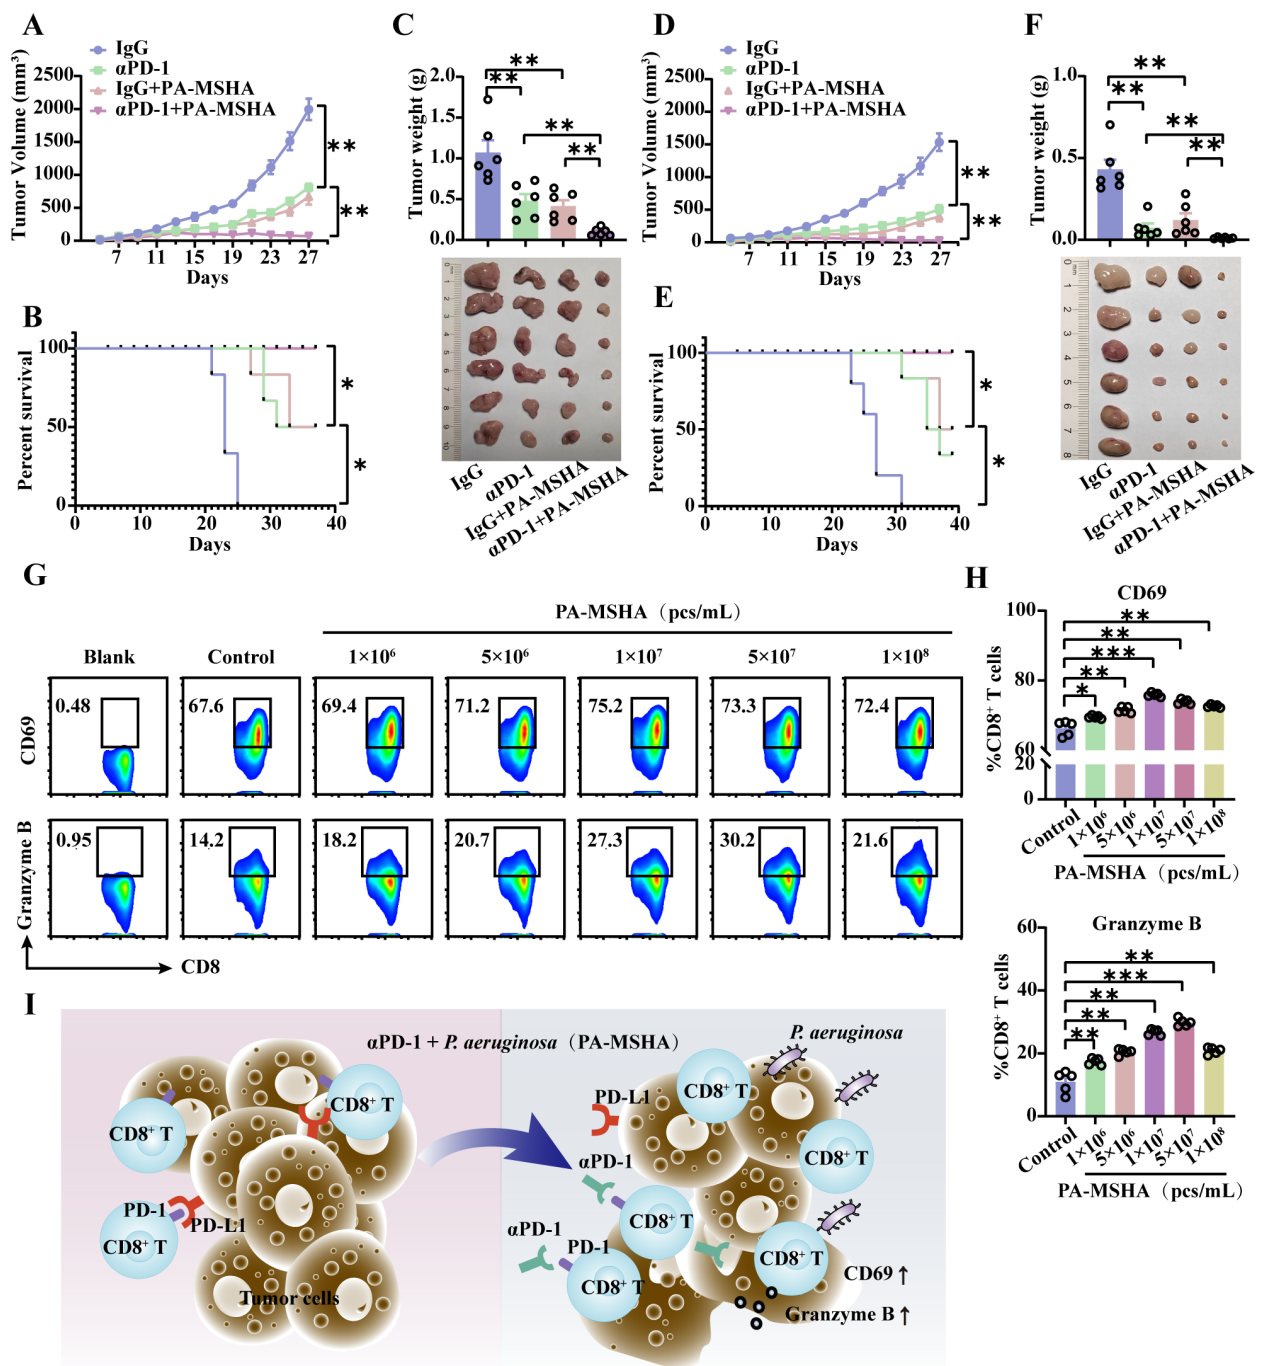 A
IgG
αPD-1
IgG+PA-MSHA
αPD-1+PA-MSHA
Tumor Volume (mm³)
2500
2000
1500
1000
500
0
7 11 15 19 23 27
Days
**
**
B
Percent survival
100
50
0
0 10 20 30 40
Days
*
*
C
Tumor weight (g)
2.0
1.5
1.0
0.5
0.0
**
**
**
**
IgG
αPD-1
IgG+PA-MSHA
αPD-1+PA-MSHA
D
IgG
αPD-1
IgG+PA-MSHA
αPD-1+PA-MSHA
Tumor Volume (mm³)
2500
2000
1500
1000
500
0
7 11 15 19 23 27
Days
**
**
E
Percent survival
100
50
0
0 10 20 30 40
Days
*
*
F
Tumor weight (g)
1.0
0.5
0.0
**
**
**
**
IgG
αPD-1
IgG+PA-MSHA
αPD-1+PA-MSHA
G
PA-MSHA (pcs/mL)
Blank Control 1×10⁶ 5×10⁶ 1×10⁷ 5×10⁷ 1×10⁸
CD69
0.48 67.6 69.4 71.2 75.2 73.3 72.4
Granzyme B
0.95 14.2 18.2 20.7 27.3 30.2 21.6
CD8
H
CD69
%CD8⁺ T cells
100
80
60
20
0
**
**
***
**
*
Control 1×10⁶ 5×10⁶ 1×10⁷ 5×10⁷ 1×10⁸
PA-MSHA (pcs/mL)
Granzyme B
%CD8⁺ T cells
60
40
20
0
**
***
**
**
**
Control 1×10⁶ 5×10⁶ 1×10⁷ 5×10⁷ 1×10⁸
PA-MSHA (pcs/mL)
I
αPD-1 + P. aeruginosa (PA-MSHA)
CD8⁺ T
CD8⁺ T
PD-1
PD-L1
CD8⁺ T
Tumor cells
P. aeruginosa
CD8⁺ T
PD-L1
CD8⁺ T
αPD-1
CD8⁺ T
αPD-1
PD-1
CD8⁺ T
CD8⁺ T
CD69↑
Granzyme B↑